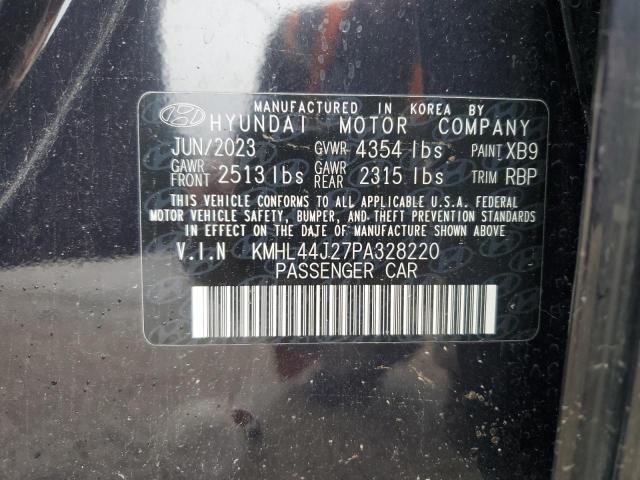 MANUFACTURED IN KOREA BY
HYUNDAI MOTOR COMPANY
JUN/2023 GVWR 4354 lbs PAINT XB9
GAWR FRONT 2513 lbs GAWR REAR 2315 lbs TRIM RBP
THIS VEHICLE CONFORMS TO ALL APPLICABLE U.S.A. FEDERAL
MOTOR VEHICLE SAFETY, BUMPER, AND THEFT PREVENTION STANDARDS
IN EFFECT ON THE DATE OF MANUFACTURE SHOWN ABOVE.
V.I.N KMHL44J27PA328220
PASSENGER CAR